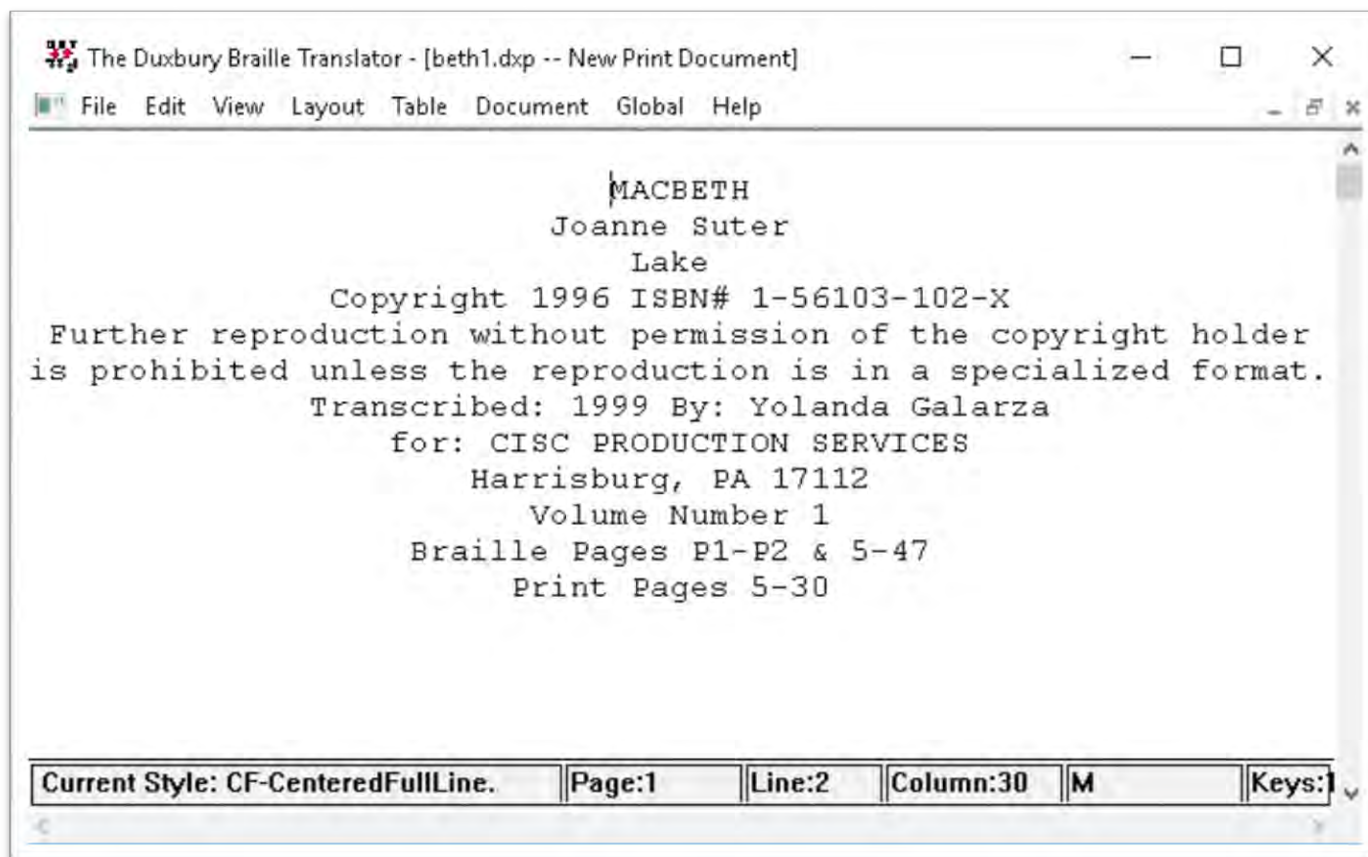 The Duxbury Braille Translator - [beth1.dxp -- New Print Document]
File Edit View Layout Table Document Global Help
MACBETH
Joanne Suter
Lake
Copyright 1996 ISBN# 1-56103-102-X
Further reproduction without permission of the copyright holder
is prohibited unless the reproduction is in a specialized format.
Transcribed: 1999 By: Yolanda Galarza
for: CISC PRODUCTION SERVICES
Harrisburg, PA 17112
Volume Number 1
Braille Pages P1-P2 & 5-47
Print Pages 5-30
Current Style: CF-CenteredFullLine. Page:1 Line:2 Column:30 M Keys:1